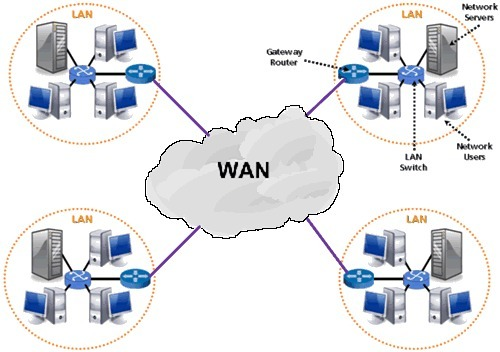 LAN
LAN
Network
Servers
Gateway
Router
WAN
LAN
Switch
Network
Users
LAN
LAN